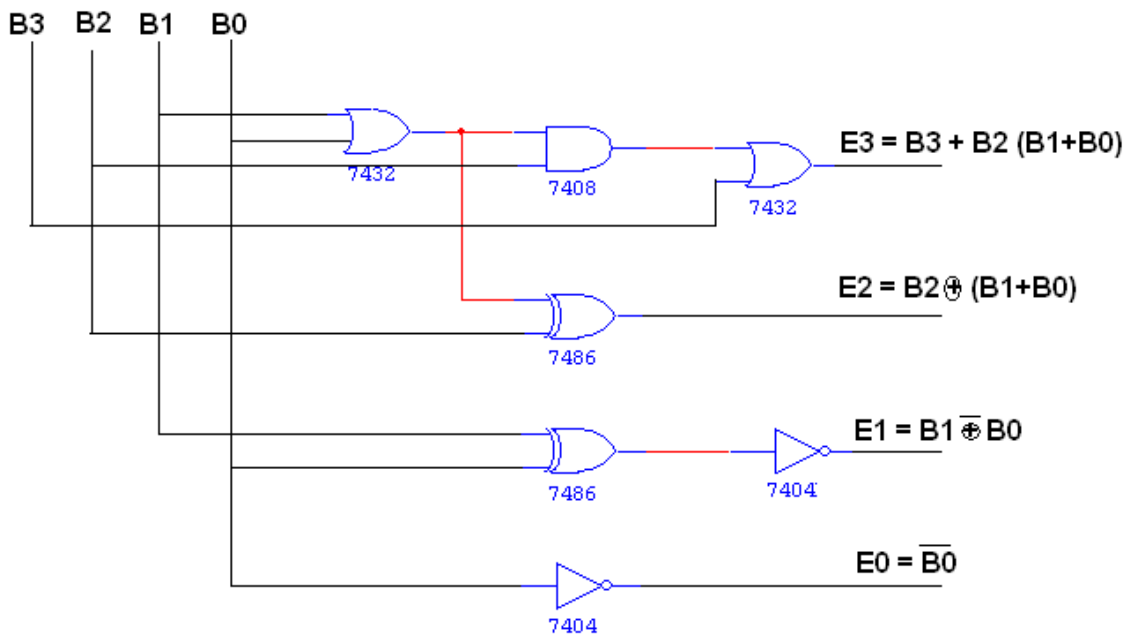 B3 B2 B1 B0
7432
7408
7432
E3 = B3 + B2 (B1+B0)
7486
E2 = B2 ⊕ (B1+B0)
7486
7404
E1 = B1 ⊕̅ B0
7404
E0 = B̅0̅